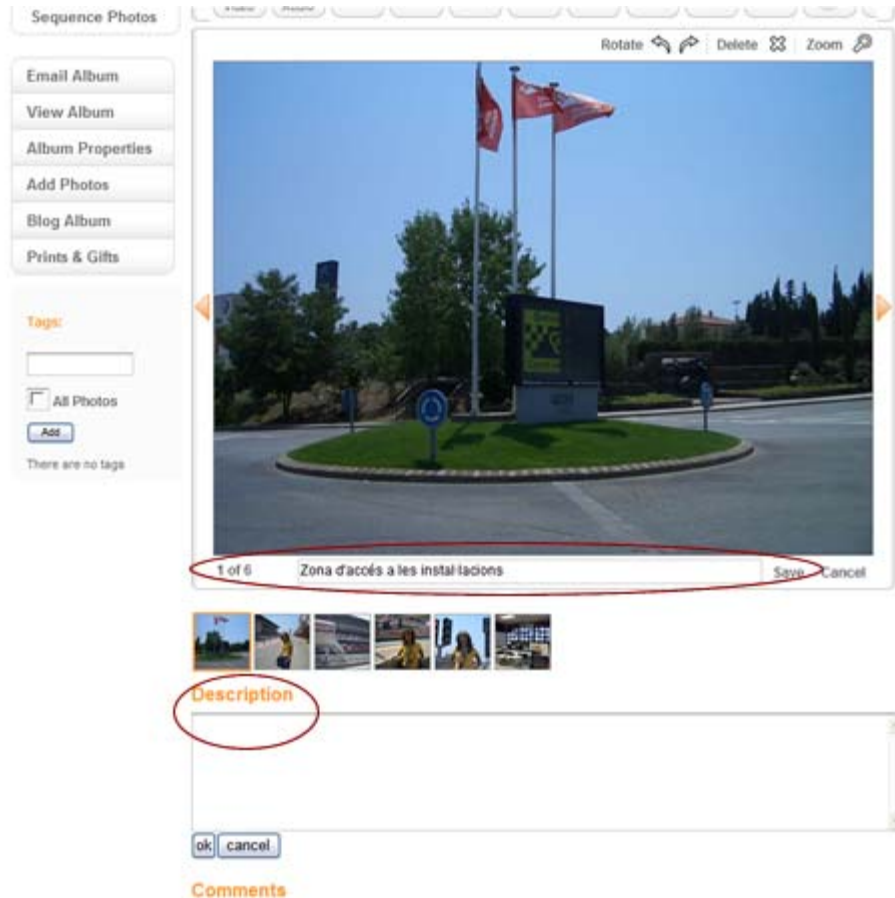 Sequence Photos
Video
Rotate
Delete
Zoom
Email Album
View Album
Album Properties
Add Photos
Blog Album
Prints & Gifts
Tags:
All Photos
Add
There are no tags
1 of 6
Zona d'accés a les instal·lacions
Save
Cancel
Description
ok
cancel
Comments